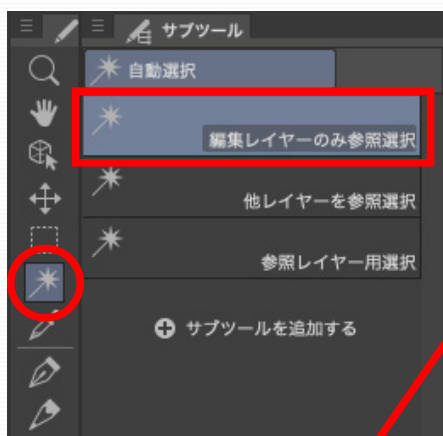 サブツール
自動選択
編集レイヤーのみ参照選択
他レイヤーを参照選択
参照レイヤー用選択
サブツールを追加する